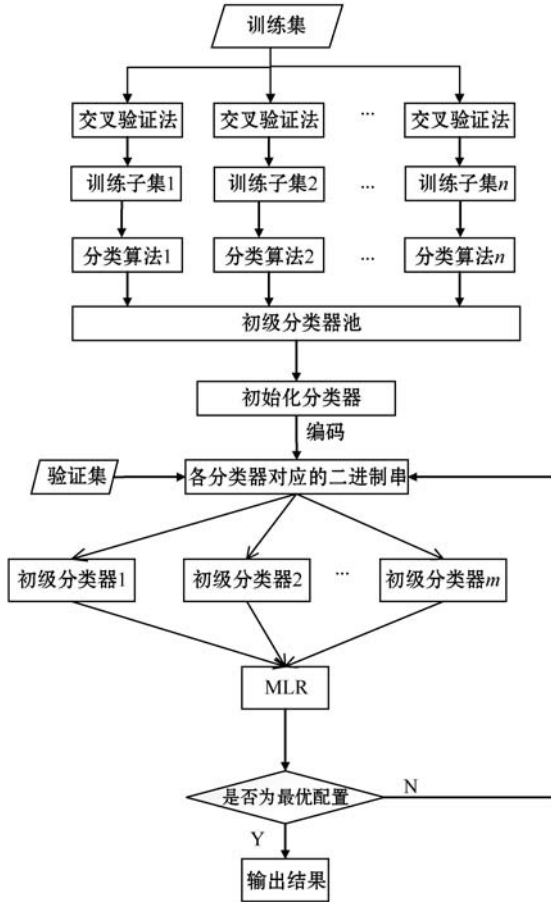 训练集
交叉验证法 交叉验证法 ... 交叉验证法
训练子集1 训练子集2 ... 训练子集n
分类算法1 分类算法2 ... 分类算法n
初级分类器池
初始化分类器
编码
验证集 各分类器对应的二进制串
初级分类器1 初级分类器2 ... 初级分类器m
MLR
是否为最优配置 N
Y
输出结果